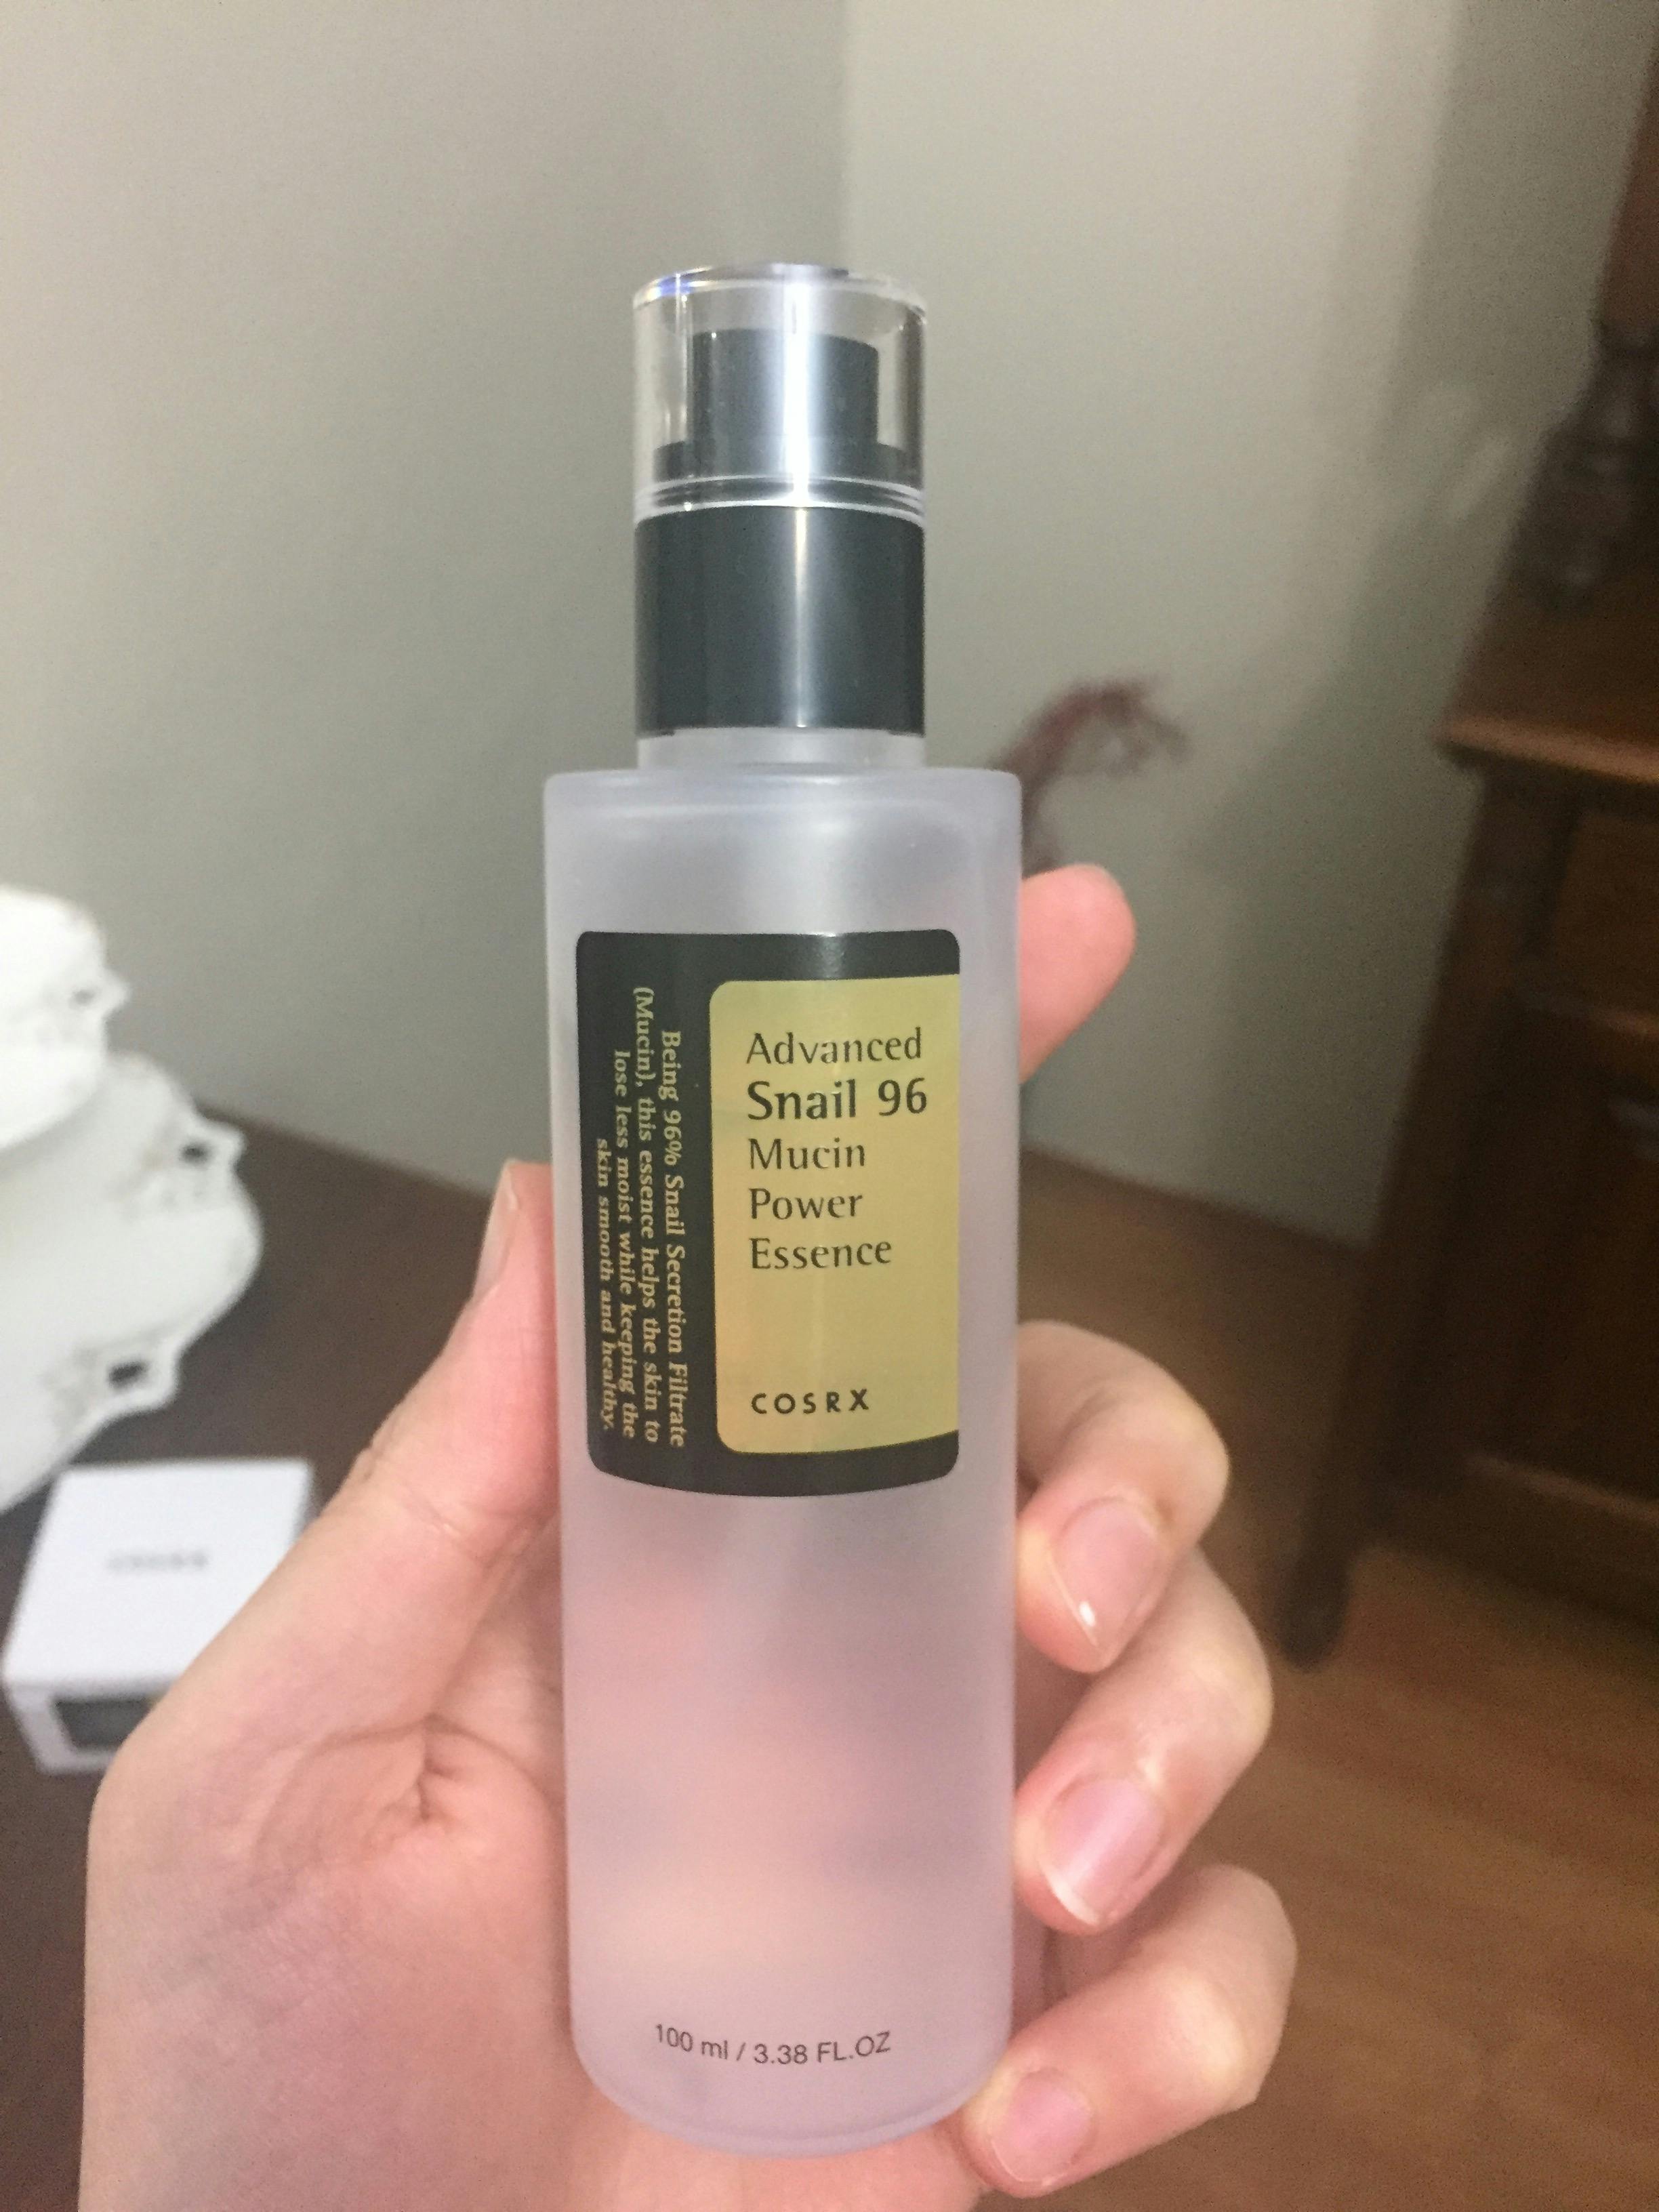 Advanced
Snail 96
Mucin
Power
Essence
COSRX
Being 96% Snail Secretion Filtrate
(Mucin), this essence helps the skin to
lose less moist while keeping the
skin smooth and healthy.
100 ml / 3.38 FL.OZ